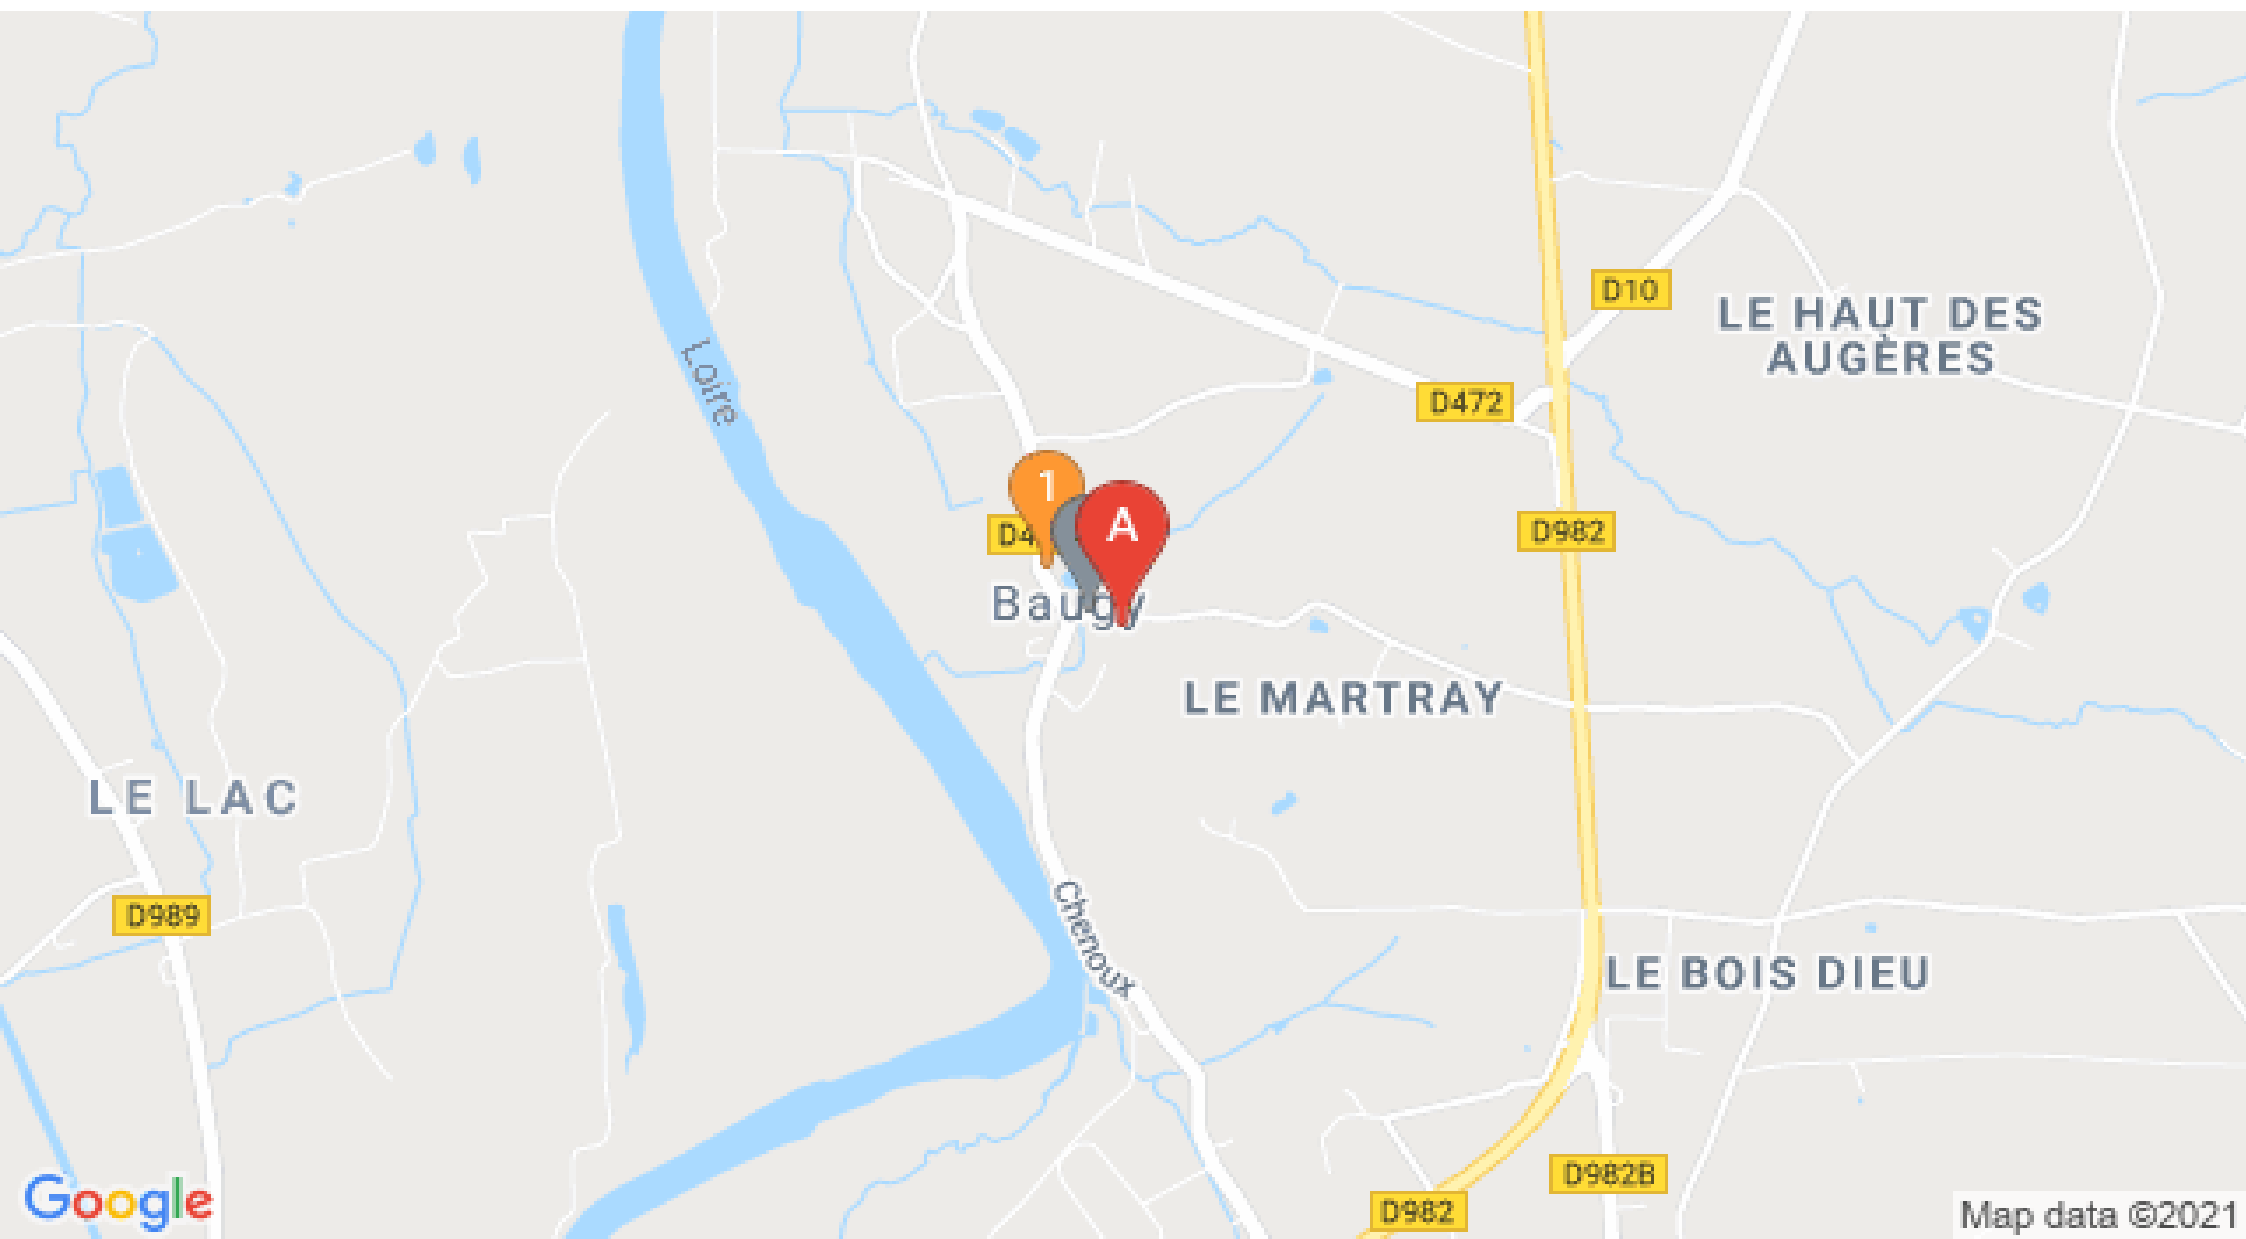 D10
LE HAUT DES
AUGÈRES
Loire
D472
1
A
D982
Baugy
LE MARTRAY
LE LAC
D989
Chenoux
LE BOIS DIEU
D982B
D982
Google
Map data ©2021